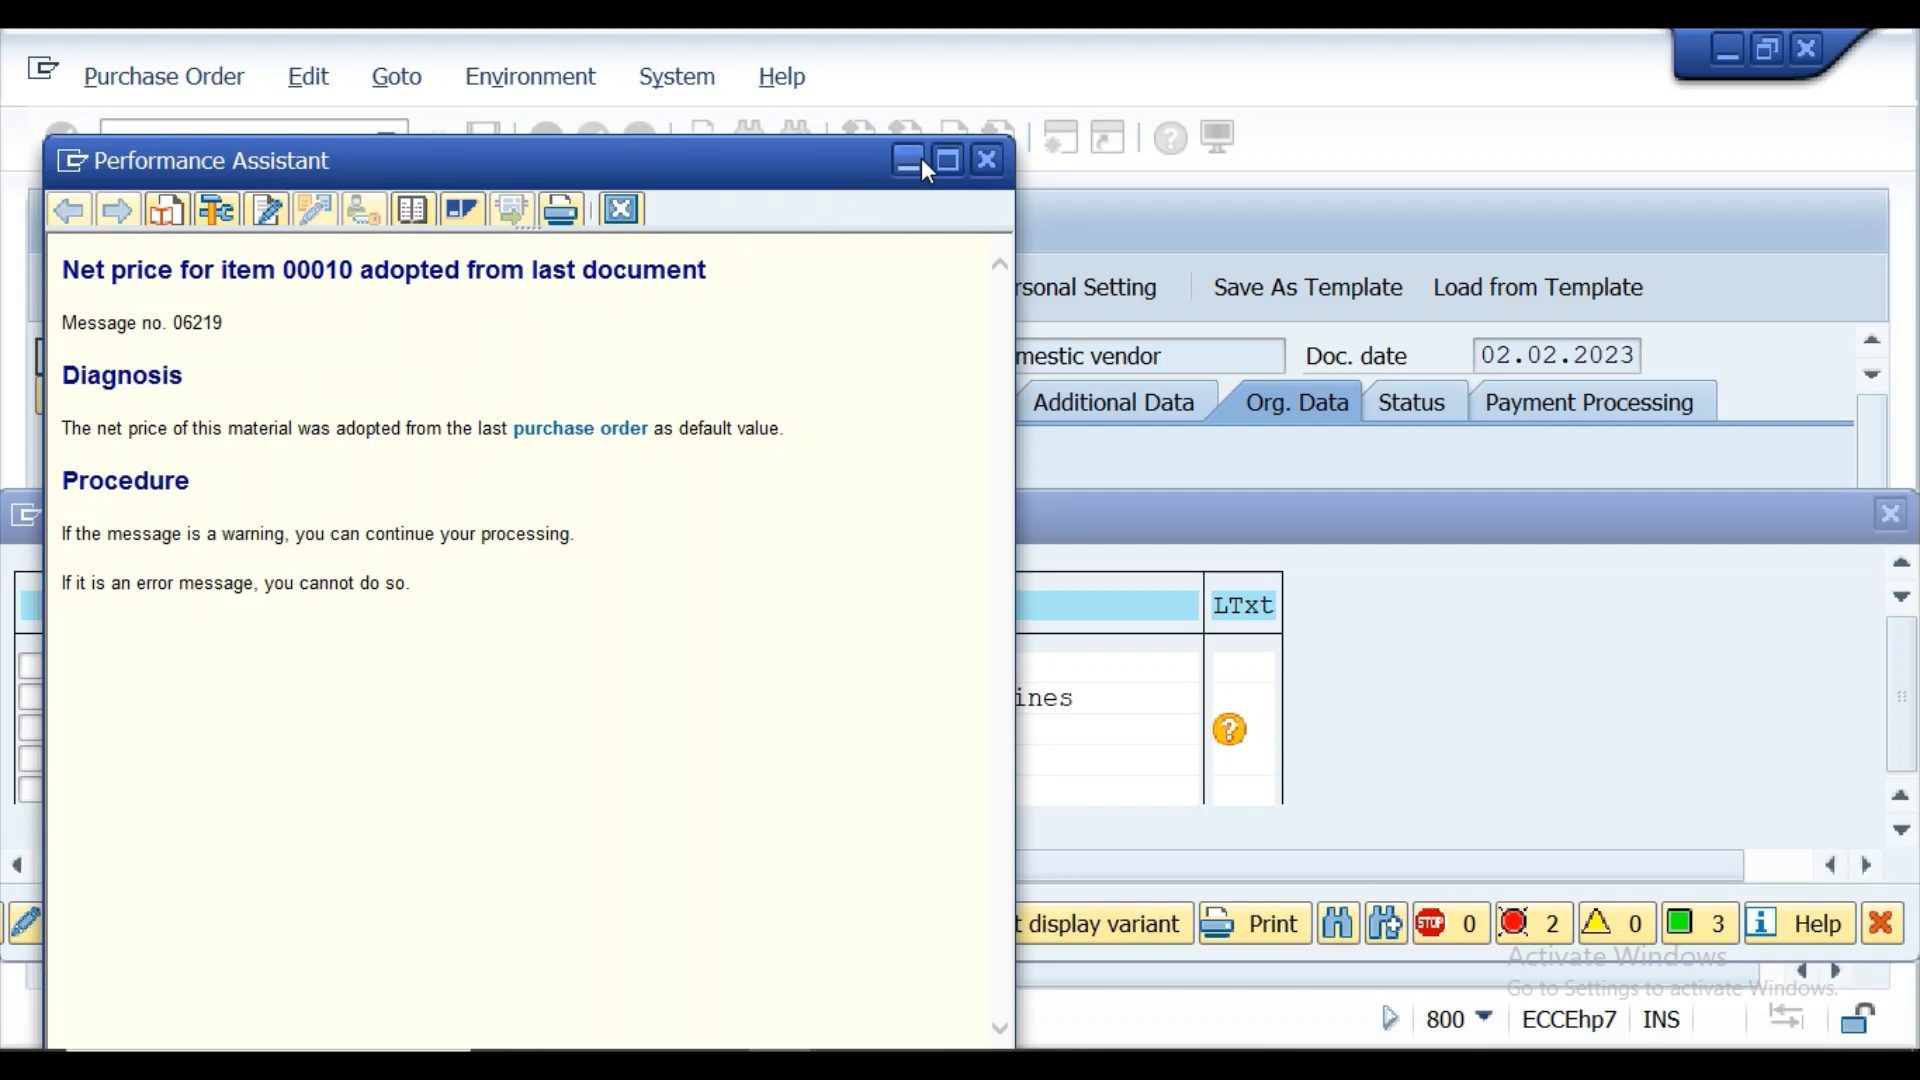 Purchase Order Edit Goto Environment System Help
Performance Assistant
Net price for item 00010 adopted from last document
Message no. 06219
Diagnosis
The net price of this material was adopted from the last purchase order as default value.
Procedure
If the message is a warning, you can continue your processing.
If it is an error message, you cannot do so.
rsonal Setting Save As Template Load from Template
mestic vendor Doc. date 02.02.2023
Additional Data Org. Data Status Payment Processing
LTxt
ines
t display variant Print STOP 0 2 0 3 Help
Activate Windows
Go to Settings to activate Windows.
800 ECCEhp7 INS